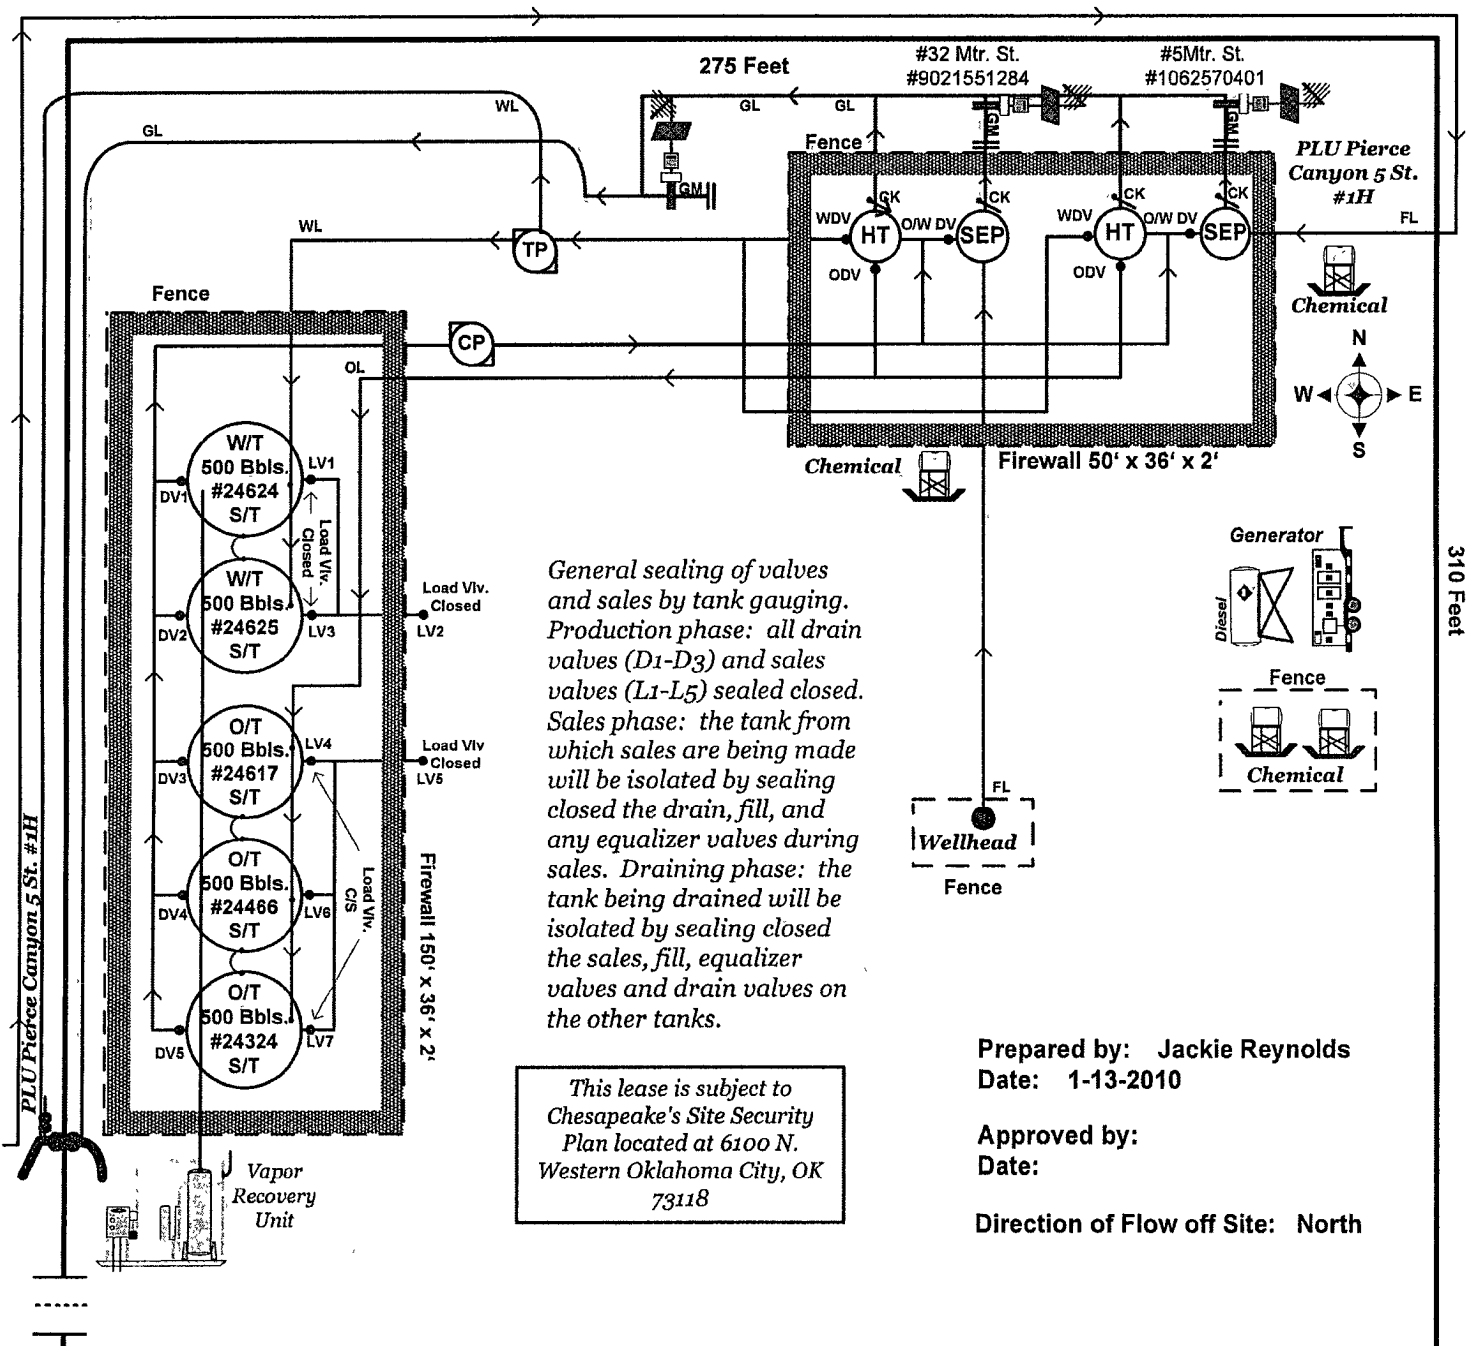 275 Feet
#32 Mtr. St.
#9021551284
#5Mtr. St.
#1062570401
WL
GL
GL
GL
GM
GM
GM
Fence
PLU Pierce
Canyon 5 St.
#1H
FL
CK
CK
CK
CK
WDV
HT
O/W DV
SEP
WDV
HT
O/W DV
SEP
ODV
ODV
WL
TP
CP
OL
Chemical
N
W
E
S
Fence
Chemical
Firewall 50' x 36' x 2'
W/T
500 Bbls.
#24624
S/T
DV1
LV1
Load Vlv.
Closed
W/T
500 Bbls.
#24625
S/T
DV2
LV3
Load Vlv.
Closed
LV2
O/T
500 Bbls.
#24617
S/T
DV3
LV4
Load Vlv
Closed
LV5
O/T
500 Bbls.
#24466
S/T
DV4
LV6
Load Vlv.
C/S
O/T
500 Bbls.
#24324
S/T
DV5
LV7
Firewall 150' x 36' x 2'
PLU Pierce Canyon 5 St. #1H
Vapor
Recovery
Unit
General sealing of valves
and sales by tank gauging.
Production phase: all drain
valves (D1-D3) and sales
valves (L1-L5) sealed closed.
Sales phase: the tank from
which sales are being made
will be isolated by sealing
closed the drain, fill, and
any equalizer valves during
sales. Draining phase: the
tank being drained will be
isolated by sealing closed
the sales, fill, equalizer
valves and drain valves on
the other tanks.
This lease is subject to
Chesapeake's Site Security
Plan located at 6100 N.
Western Oklahoma City, OK
73118
FL
Wellhead
Fence
Generator
Diesel
Fence
Chemical
310 Feet
Prepared by: Jackie Reynolds
Date: 1-13-2010
Approved by:
Date:
Direction of Flow off Site: North